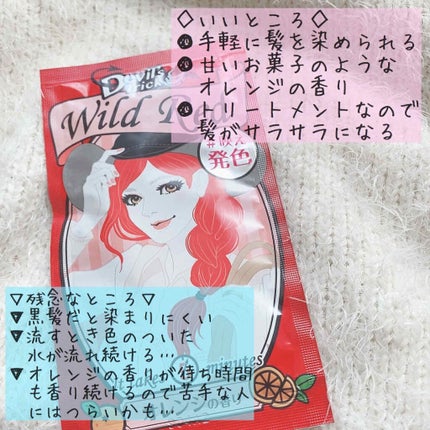 ◇いいところ◇
●手軽に髪を染められる
●甘いお菓子のような
オレンジの香り
●トリートメントなので
髪がサラサラになる
Wild R
発色
▽残念なところ▽
▼黒髪だと染まりにくい
▼流すとき色のついた
水が流れ続ける…
▼オレンジの香りが待ち時間
も香り続けるので苦手な人
にはつらいかも…
minutes
の香り